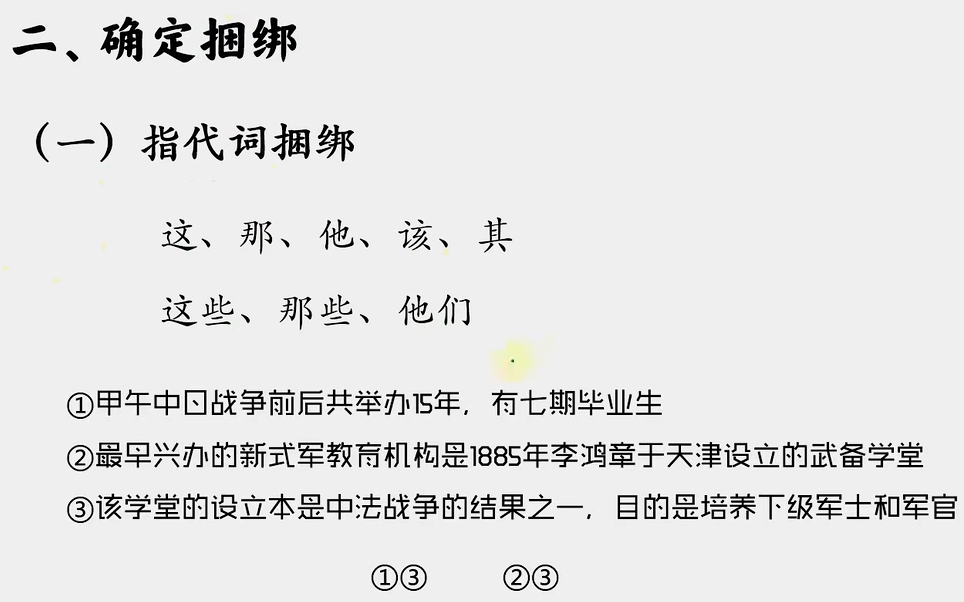 二、确定捆绑
（一）指代词捆绑
这、那、他、该、其
这些、那些、他们
①甲午中日战争前后共举办15年，有七期毕业生
②最早兴办的新式军教育机构是1885年李鸿章于天津设立的武备学堂
③该学堂的设立本是中法战争的结果之一，目的是培养下级军士和军官
①③ ②③